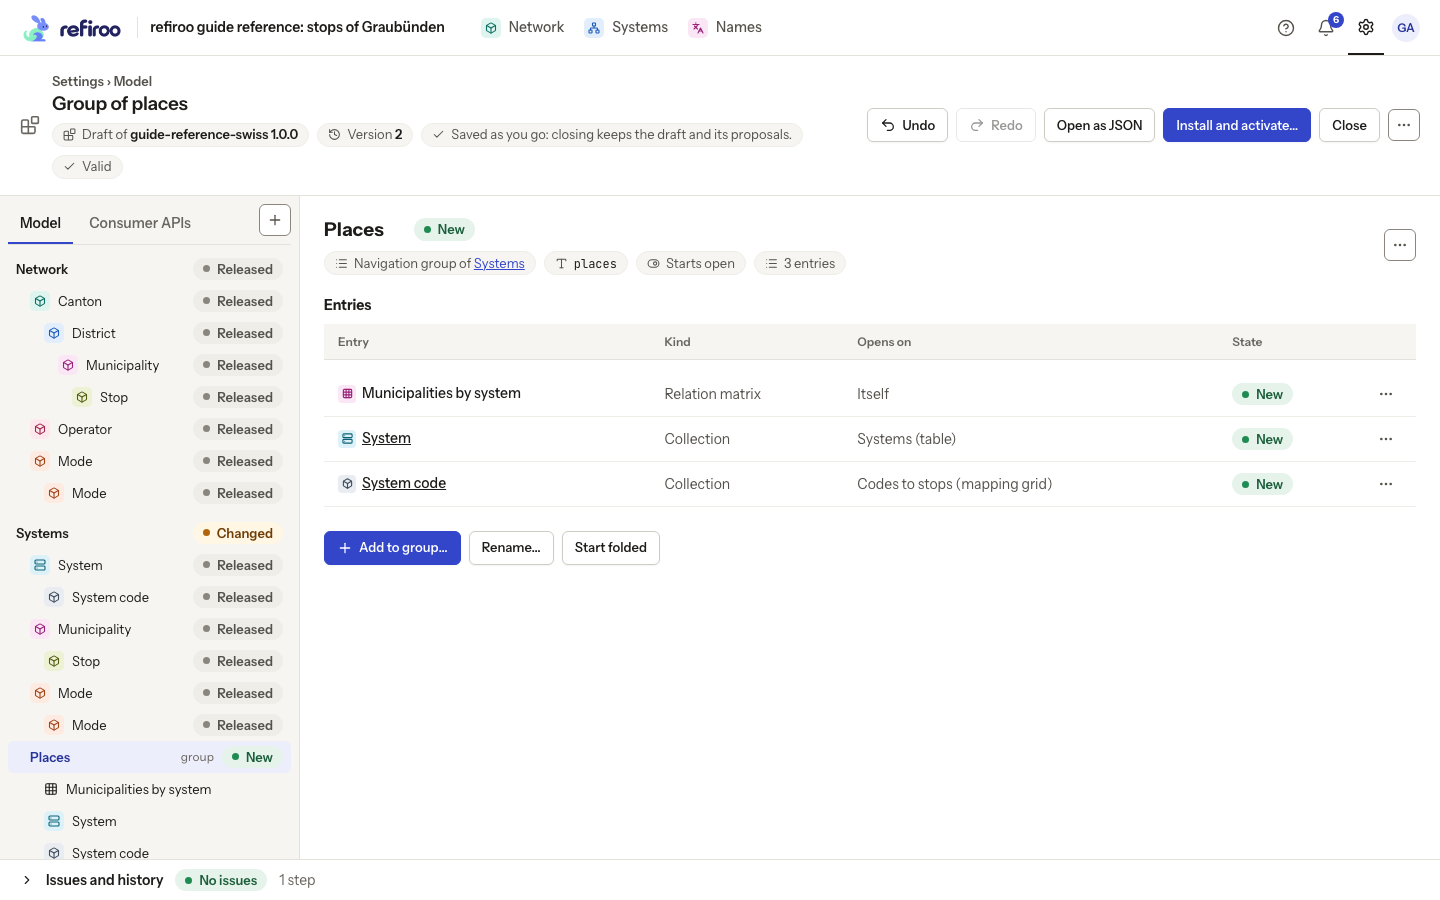 refiroo
refiroo guide reference: stops of Graubünden
Network
Systems
Names
6
GA
Settings › Model
Group of places
Draft of guide-reference-swiss 1.0.0
Version 2
Saved as you go: closing keeps the draft and its proposals.
Valid
Undo
Redo
Open as JSON
Install and activate...
Close
Model
Consumer APIs
Network Released
Canton Released
District Released
Municipality Released
Stop Released
Operator Released
Mode Released
Mode Released
Systems Changed
System Released
System code Released
Municipality Released
Stop Released
Mode Released
Mode Released
Places group New
Municipalities by system
System
System code
Places New
Navigation group of Systems
places
Starts open
3 entries
Entries
Entry Kind Opens on State
Municipalities by system Relation matrix Itself New
System Collection Systems (table) New
System code Collection Codes to stops (mapping grid) New
Add to group...
Rename...
Start folded
Issues and history
No issues
1 step